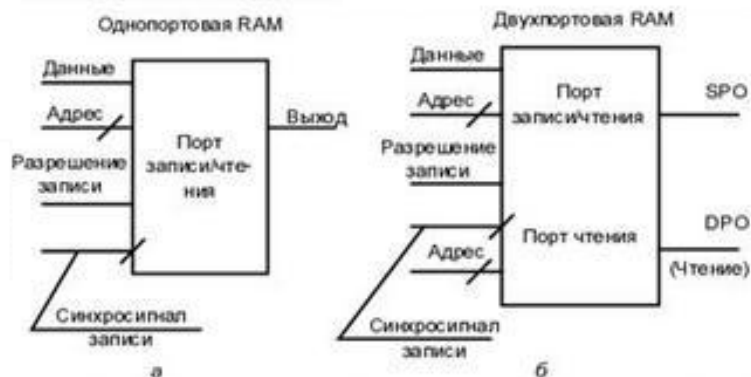 Однопортовая RAM
Данные
Адрес
Разрешение
записи
Порт
записи/чте-
ния
Выход
Синхросигнал
записи
а
Двухпортовая RAM
Данные
Адрес
Разрешение
записи
Порт
записи/чтения
SPO
Порт чтения
DPO
(Чтение)
Адрес
Синхросигнал
записи
б